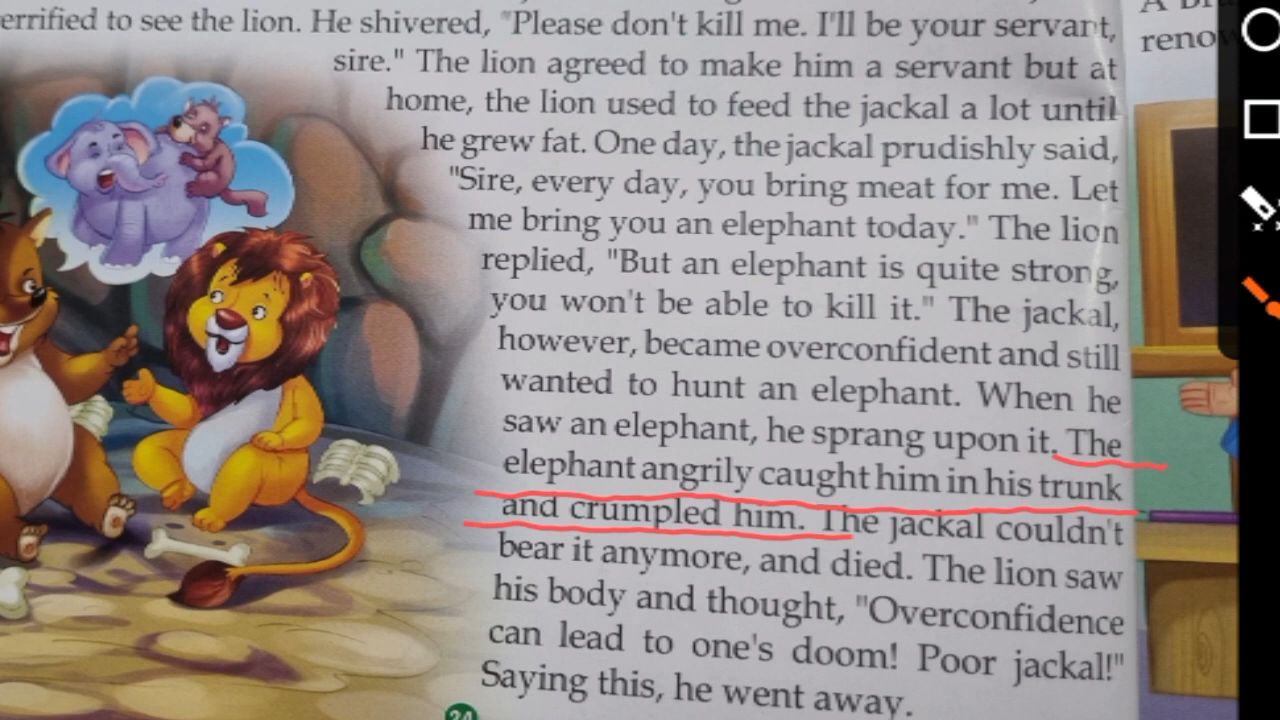 to see the lion. He shivered, "Please don't kill me. I'll be your servant,
sire." The lion agreed to make him a servant but at
home, the lion used to feed the jackal a lot until
he grew fat. One day, the jackal prudishly said,
"Sire, every day, you bring meat for me. Let
me bring you an elephant today." The lion
replied, "But an elephant is quite strong,
you won't be able to kill it." The jackal,
however, became overconfident and still
wanted to hunt an elephant. When he
saw an elephant, he sprang upon it. The
elephant angrily caught him in his trunk
and crumpled him. The jackal couldn't
bear it anymore, and died. The lion saw
his body and thought, "Overconfidence
can lead to one's doom! Poor jackal!"
Saying this, he went away.
24